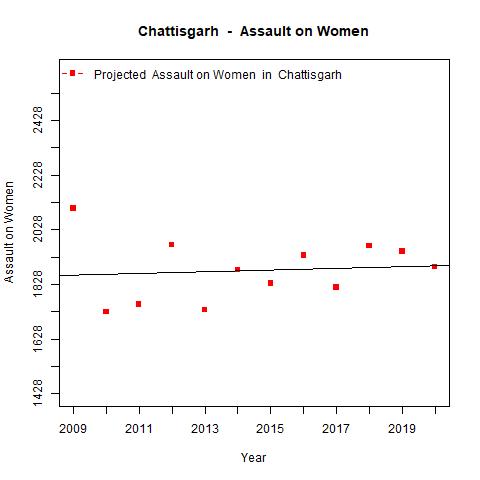 Chattisgarh - Assault on Women
Projected Assault on Women in Chattisgarh
Assault on Women
2428
2228
2028
1828
1628
1428
2009 2011 2013 2015 2017 2019
Year